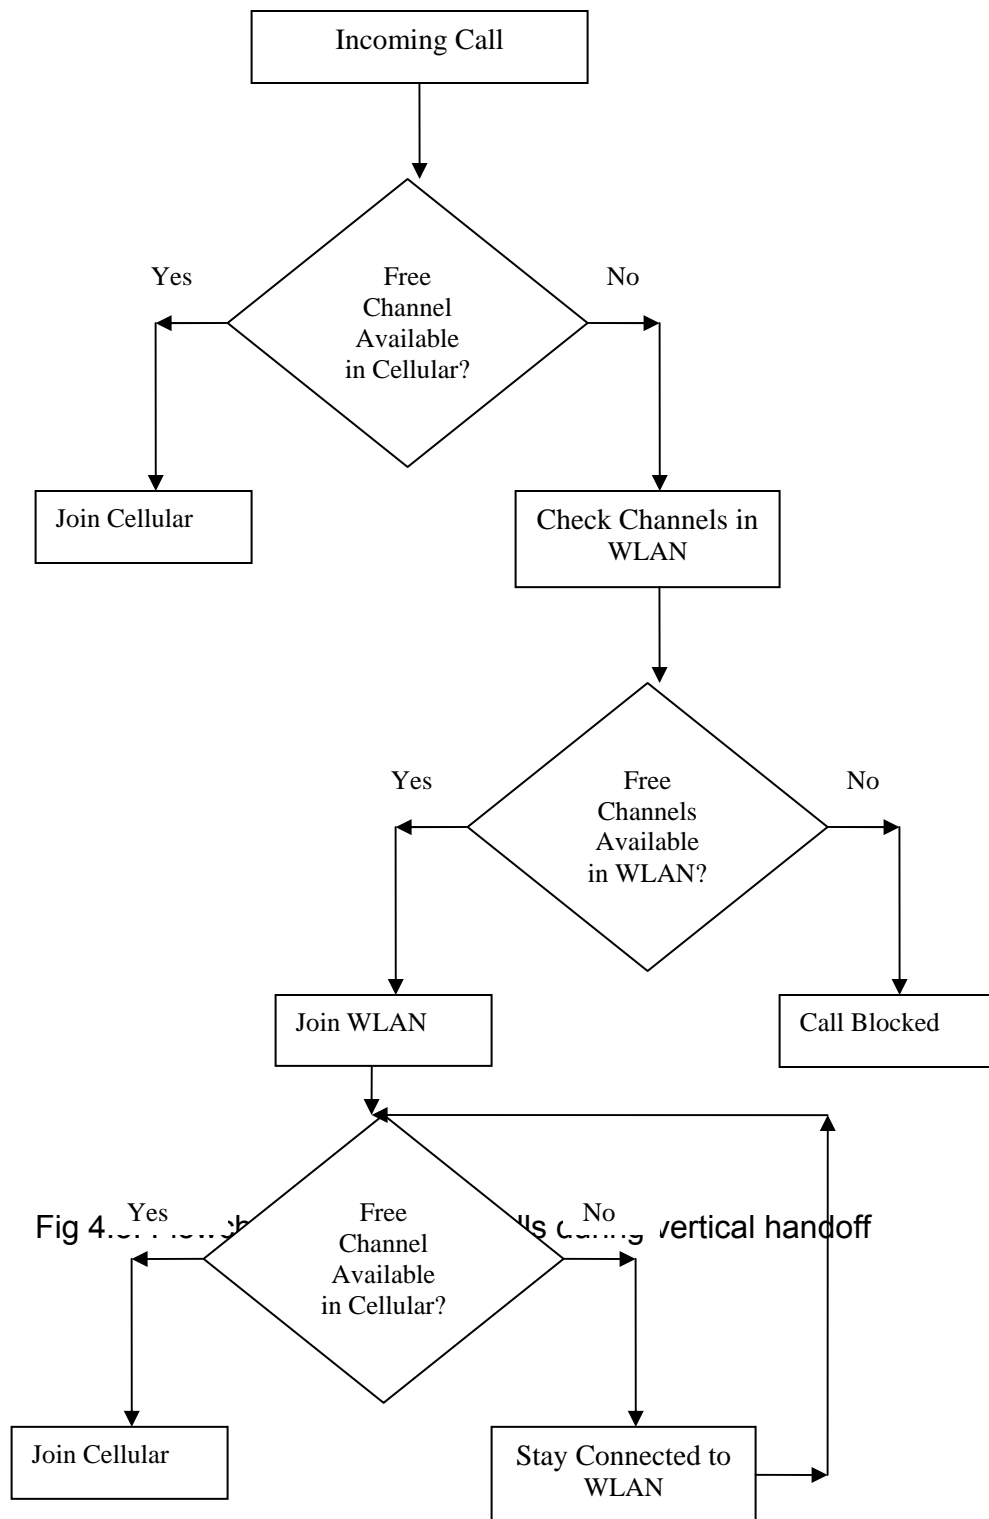 Incoming Call
Yes
No
Free
Channel
Available
in Cellular?
Join Cellular
Check Channels in
WLAN
Yes
No
Free
Channels
Available
in WLAN?
Join WLAN
Call Blocked
Yes
No
Free
Channel
Available
in Cellular?
Fig during vertical handoff
Join Cellular
Stay Connected to
WLAN